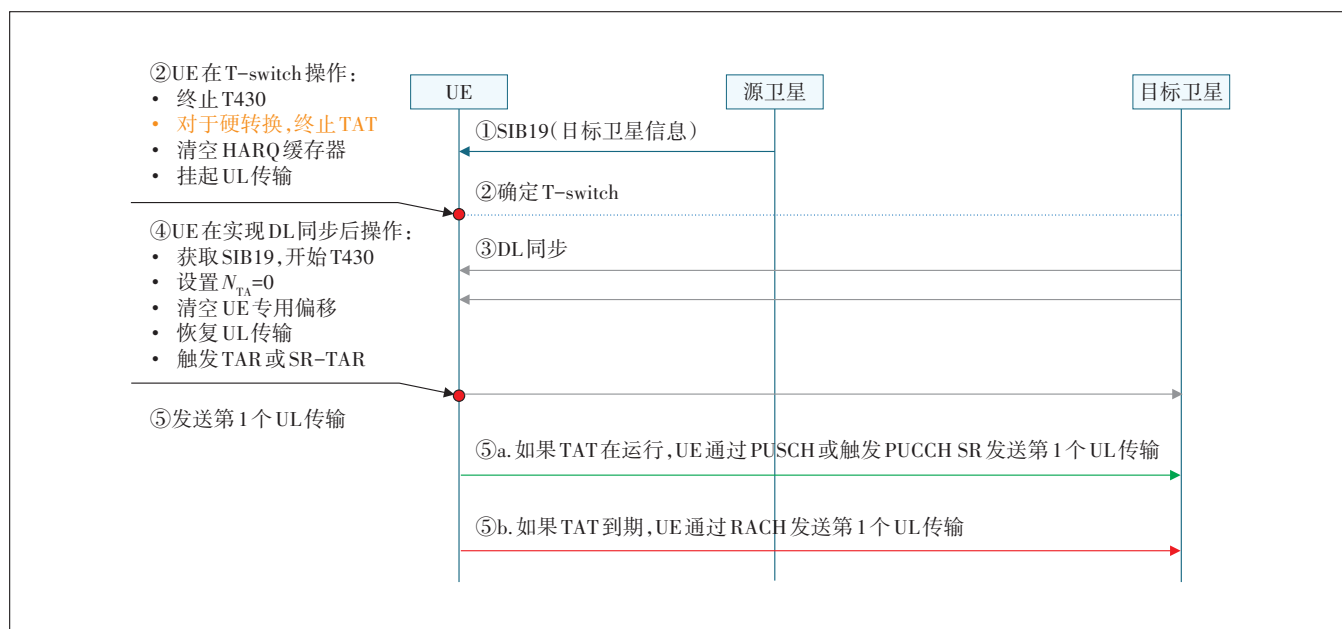 ②UE在T-switch操作：
• 终止T430
• 对于硬转换,终止TAT
• 清空HARQ缓存器
• 挂起UL传输
④UE在实现DL同步后操作：
• 获取SIB19,开始T430
• 设置N_TA=0
• 清空UE专用偏移
• 恢复UL传输
• 触发TAR或SR-TAR
⑤发送第1个UL传输
UE
源卫星
目标卫星
①SIB19(目标卫星信息)
②确定T-switch
③DL同步
⑤a.如果TAT在运行,UE通过PUSCH或触发PUCCH SR发送第1个UL传输
⑤b.如果TAT到期,UE通过RACH发送第1个UL传输